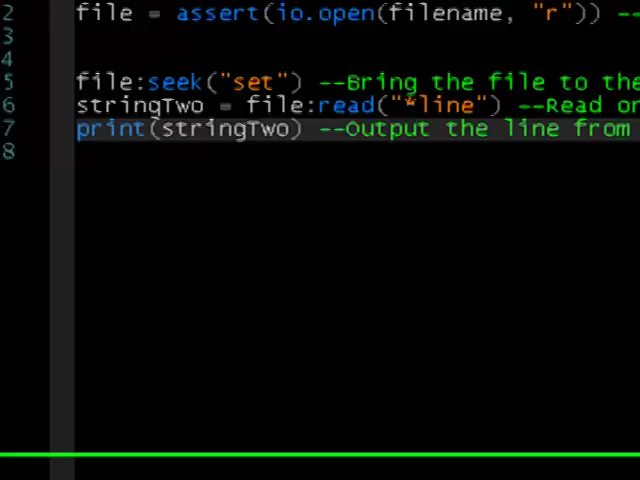 2 file = assert(io.open(filename, "r")) --
3
4
5 file:seek("set") --Bring the file to the
6 stringTwo = file:read("*line") --Read on
7 print(stringTwo) --Output the line from
8